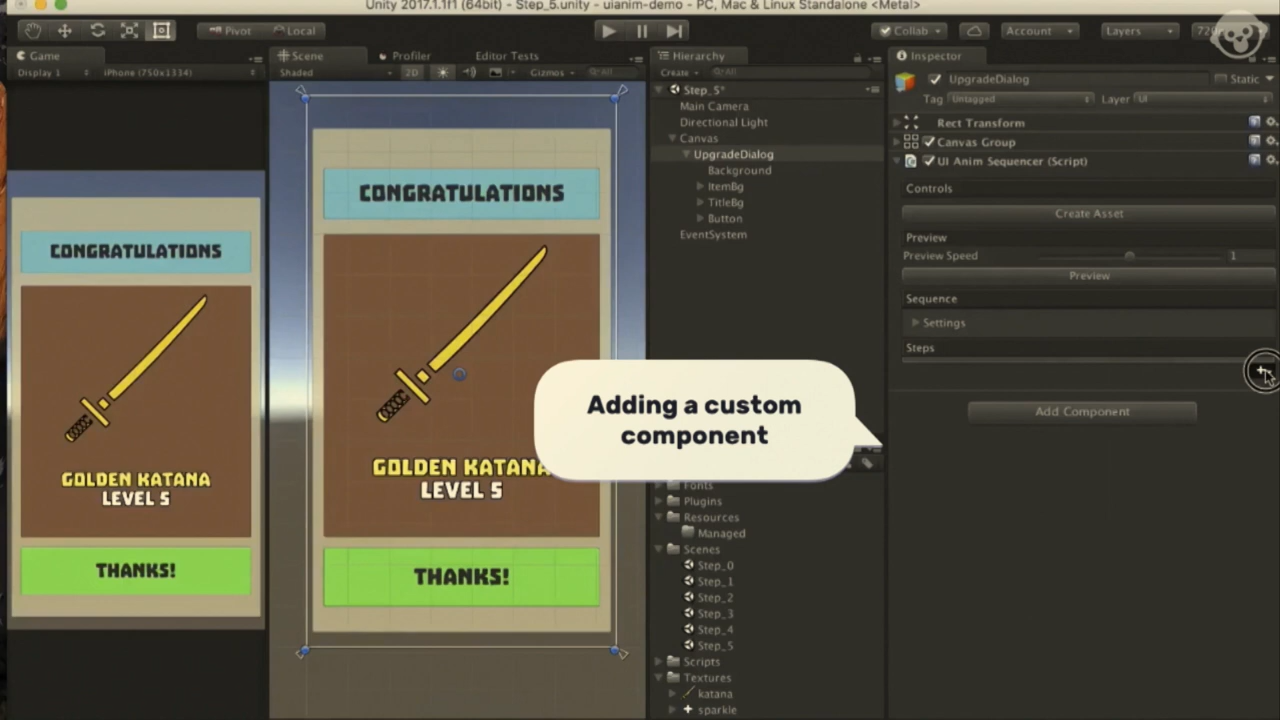 Unity 2017.1.1f1 (64bit) - Step_5.unity - uianim-demo - PC, Mac & Linux Standalone <Metal>
Pivot
Local
Collab
Account
Layers
Game
Display 1
iPhone (750x1334)
CONGRATULATIONS
GOLDEN KATANA
LEVEL 5
THANKS!
Scene
Profiler
Editor Tests
Shaded
2D
Gizmos
All
CONGRATULATIONS
GOLDEN KATANA
LEVEL 5
THANKS!
Adding a custom
component
Hierarchy
Create
All
Step_5*
Main Camera
Directional Light
Canvas
UpgradeDialog
Background
ItemBg
TitleBg
Button
EventSystem
Fonts
Plugins
Resources
Managed
Scenes
Step_0
Step_1
Step_2
Step_3
Step_4
Step_5
Scripts
Textures
katana
sparkle
Inspector
UpgradeDialog
Static
Tag
Untagged
Layer
UI
Rect Transform
Canvas Group
UI Anim Sequencer (Script)
Controls
Create Asset
Preview
Preview Speed
1
Preview
Sequence
Settings
Steps
Add Component